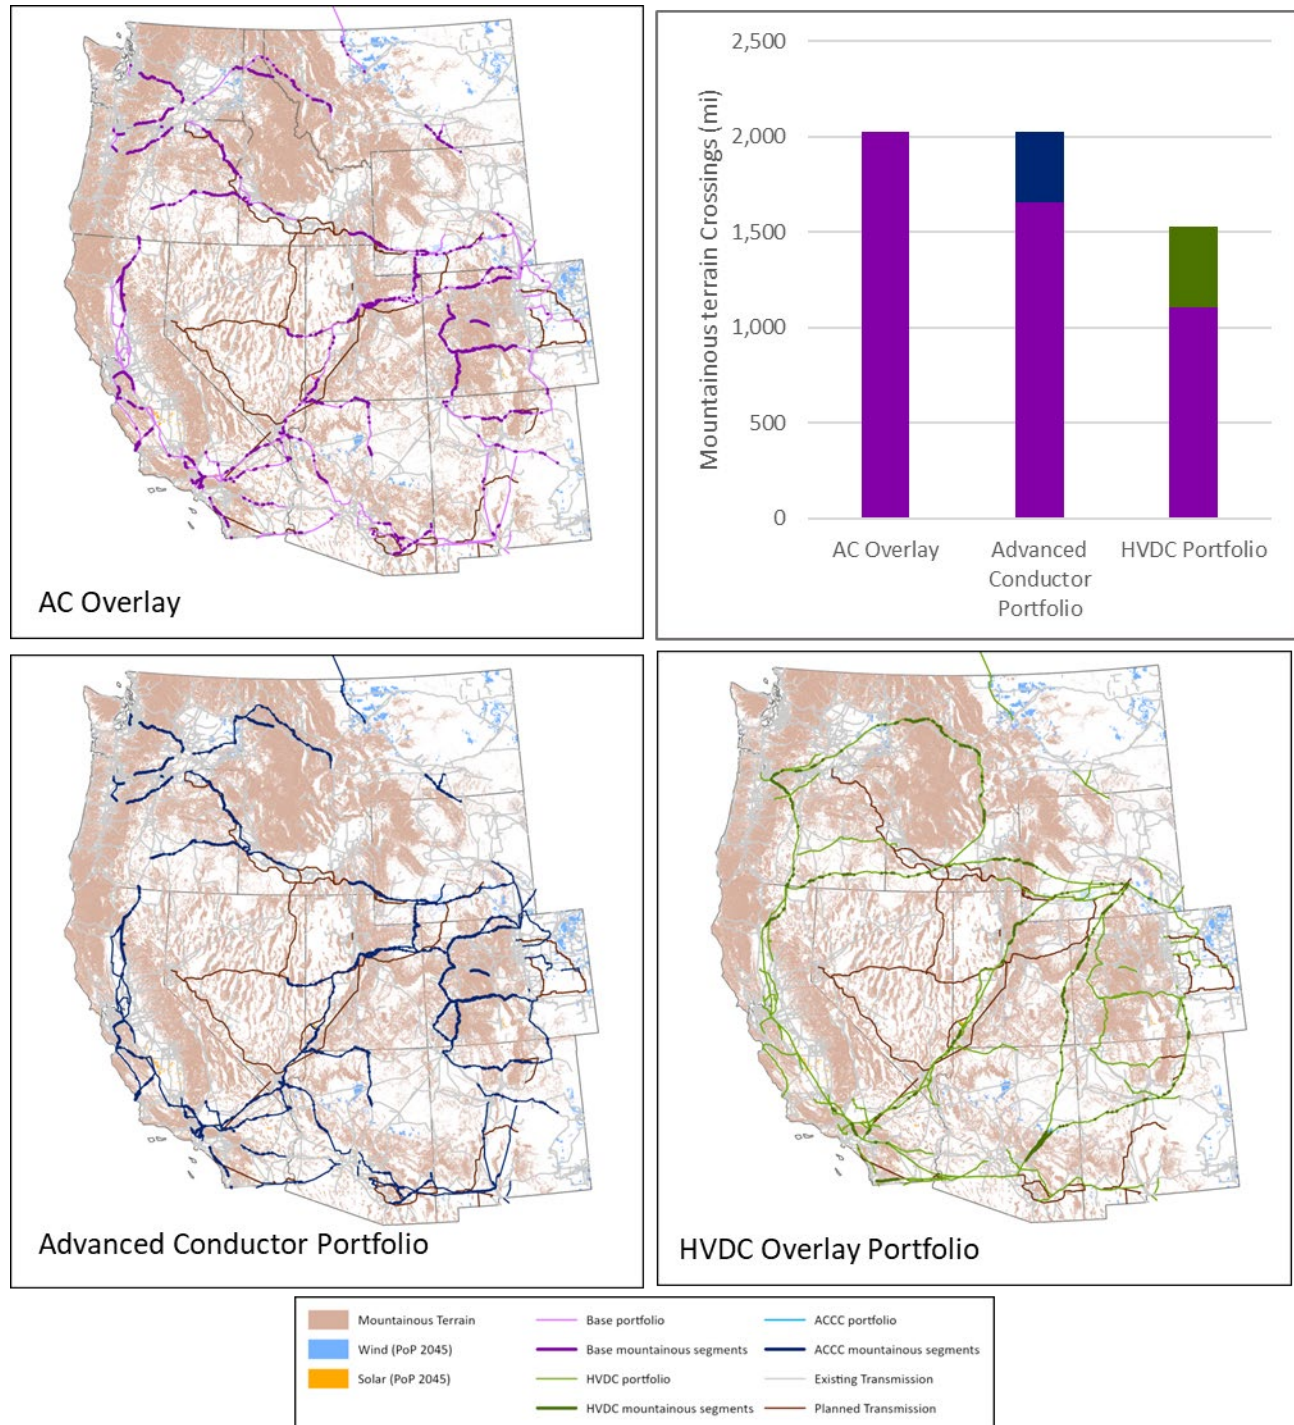 AC Overlay
Mountainous terrain Crossings (mi)
2,500
2,000
1,500
1,000
500
0
AC Overlay
Advanced
Conductor
Portfolio
HVDC Portfolio
Advanced Conductor Portfolio
HVDC Overlay Portfolio
Mountainous Terrain
Wind (PoP 2045)
Solar (PoP 2045)
Base portfolio
Base mountainous segments
HVDC portfolio
HVDC mountainous segments
ACCC portfolio
ACCC mountainous segments
Existing Transmission
Planned Transmission